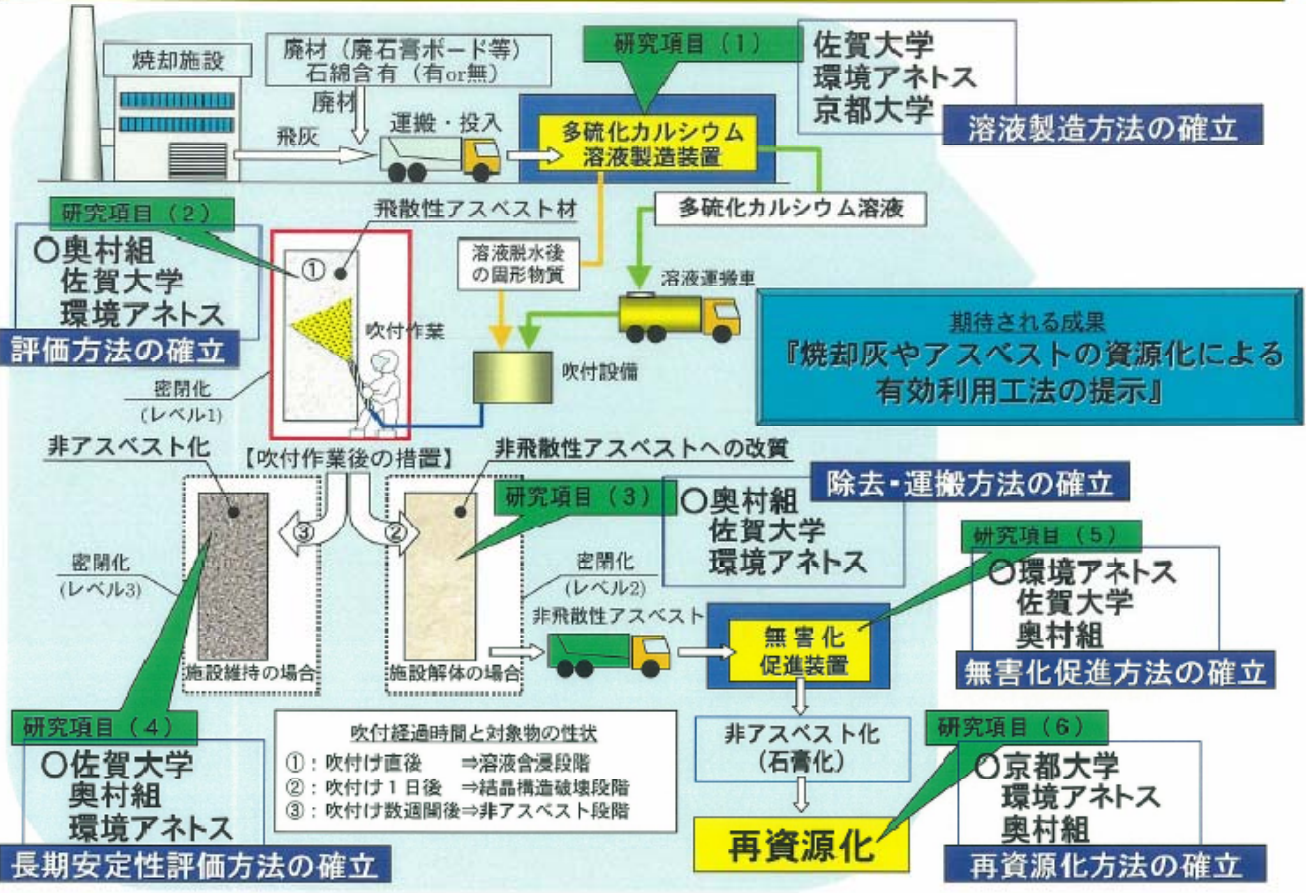 焼却施設
廃材（廃石膏ボード等）
石綿含有（有or無）
廃材
飛灰
運搬・投入
研究項目（1）
佐賀大学
環境アネトス
京都大学
溶液製造方法の確立
多硫化カルシウム
溶液製造装置
多硫化カルシウム溶液
研究項目（2）
〇奥村組
佐賀大学
環境アネトス
評価方法の確立
飛散性アスベスト材
①
溶液脱水後
の固形物質
溶液運搬車
吹付作業
吹付設備
密閉化
(レベル1)
期待される成果
『焼却灰やアスベストの資源化による
有効利用工法の提示』
非アスベスト化
【吹付作業後の措置】
非飛散性アスベストへの改質
③
②
研究項目（3）
〇奥村組
佐賀大学
環境アネトス
除去・運搬方法の確立
密閉化
(レベル3)
密閉化
(レベル2)
施設維持の場合
施設解体の場合
非飛散性アスベスト
無害化
促進装置
研究項目（5）
〇環境アネトス
佐賀大学
奥村組
無害化促進方法の確立
研究項目（4）
〇佐賀大学
奥村組
環境アネトス
長期安定性評価方法の確立
吹付経過時間と対象物の性状
①：吹付け直後　⇒溶液含浸段階
②：吹付け１日後　⇒結晶構造破壊段階
③：吹付け数週間後⇒非アスベスト段階
非アスベスト化
（石膏化）
再資源化
研究項目（6）
〇京都大学
環境アネトス
奥村組
再資源化方法の確立